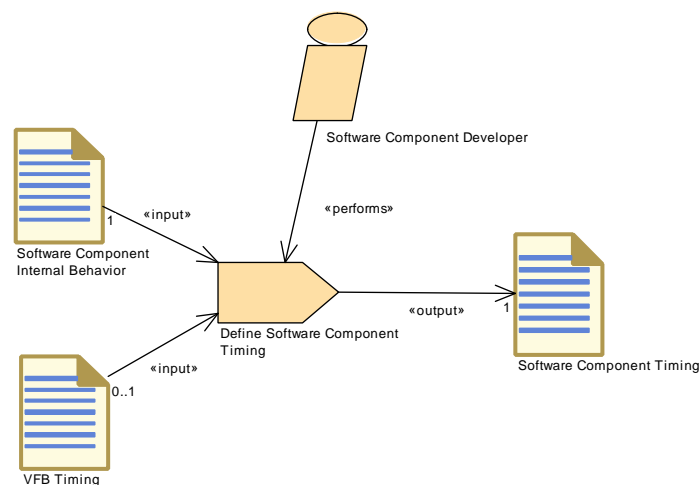 Software Component Developer
«performs»
1
«input»
Software Component
Internal Behavior
«output»
1
Define Software Component
Timing
Software Component Timing
«input»
0..1
VFB Timing